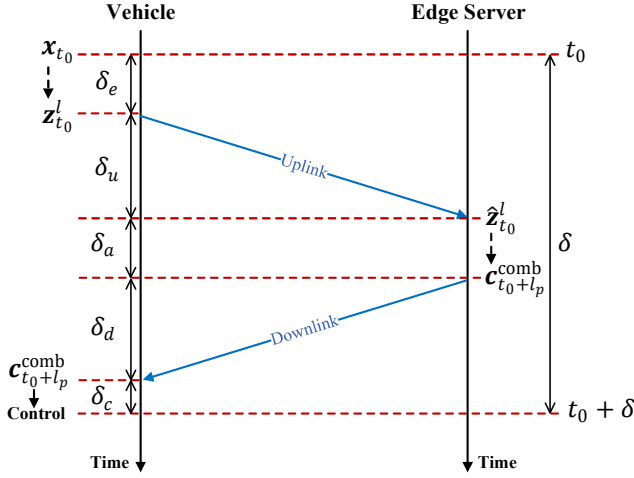 Vehicle Edge Server
𝒙_{t_0} t_0
δ_e
𝒛^l_{t_0}
δ_u Uplink
ẑ^l_{t_0}
δ_a δ
𝒄^{comb}_{t_0+l_p}
δ_d Downlink
𝒄^{comb}_{t_0+l_p}
δ_c
Control t_0 + δ
Time Time